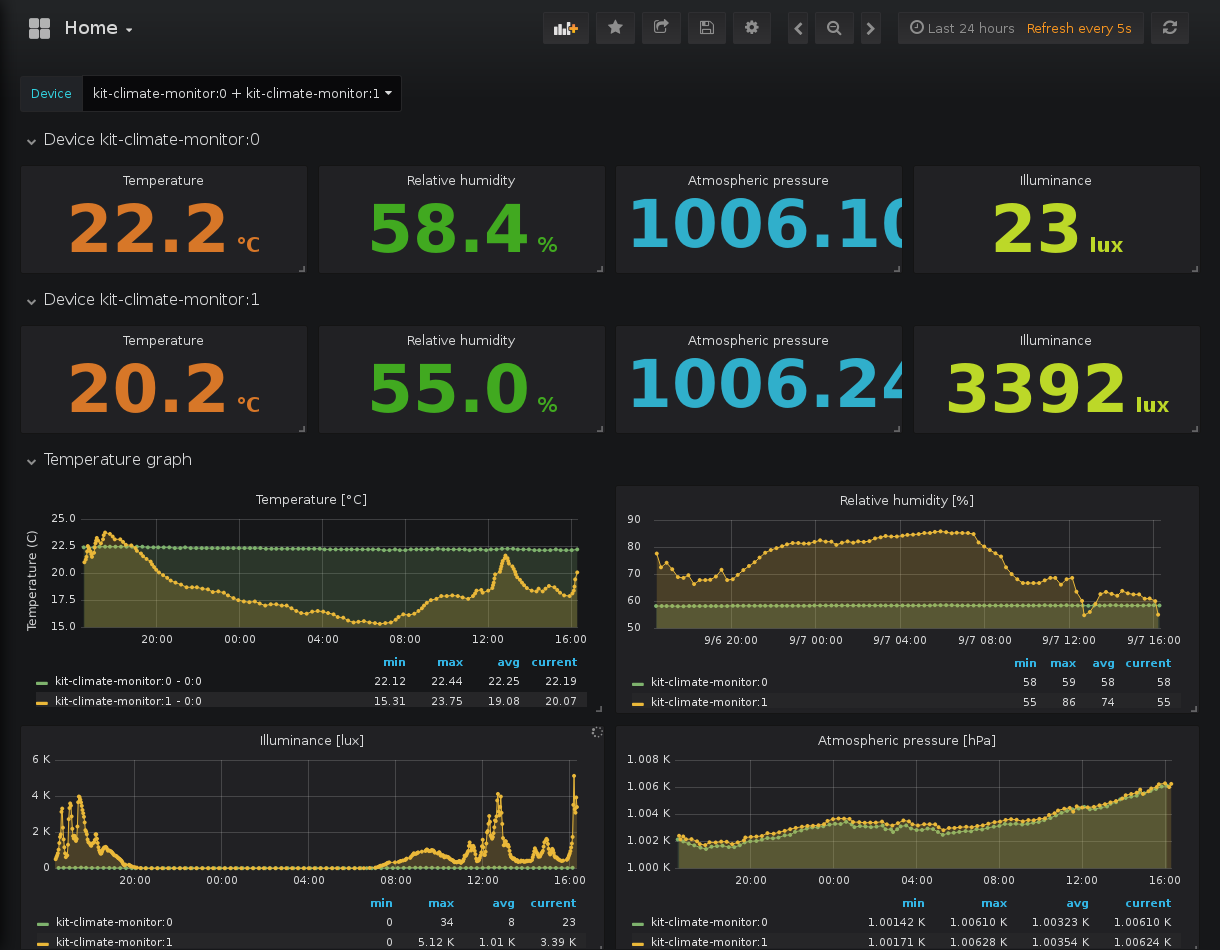 Home
Last 24 hours Refresh every 5s
Device kit-climate-monitor:0 + kit-climate-monitor:1
Device kit-climate-monitor:0
Temperature Relative humidity Atmospheric pressure Illuminance
22.2 °C 58.4 % 1006.10 23 lux
Device kit-climate-monitor:1
Temperature Relative humidity Atmospheric pressure Illuminance
20.2 °C 55.0 % 1006.24 3392 lux
Temperature graph
Temperature [°C]
Temperature (C)
25.0
22.5
20.0
17.5
15.0
20:00 00:00 04:00 08:00 12:00 16:00
min max avg current
kit-climate-monitor:0 - 0:0 22.12 22.44 22.25 22.19
kit-climate-monitor:1 - 0:0 15.31 23.75 19.08 20.07
Relative humidity [%]
90
80
70
60
50
9/6 20:00 9/7 00:00 9/7 04:00 9/7 08:00 9/7 12:00 9/7 16:00
min max avg current
kit-climate-monitor:0 58 59 58 58
kit-climate-monitor:1 55 86 74 55
Illuminance [lux]
6 K
4 K
2 K
0
20:00 00:00 04:00 08:00 12:00 16:00
min max avg current
kit-climate-monitor:0 0 34 8 23
kit-climate-monitor:1 0 5.12 K 1.01 K 3.39 K
Atmospheric pressure [hPa]
1.008 K
1.006 K
1.004 K
1.002 K
1.000 K
20:00 00:00 04:00 08:00 12:00 16:00
min max avg current
kit-climate-monitor:0 1.00142 K 1.00610 K 1.00323 K 1.00610 K
kit-climate-monitor:1 1.00171 K 1.00628 K 1.00354 K 1.00624 K